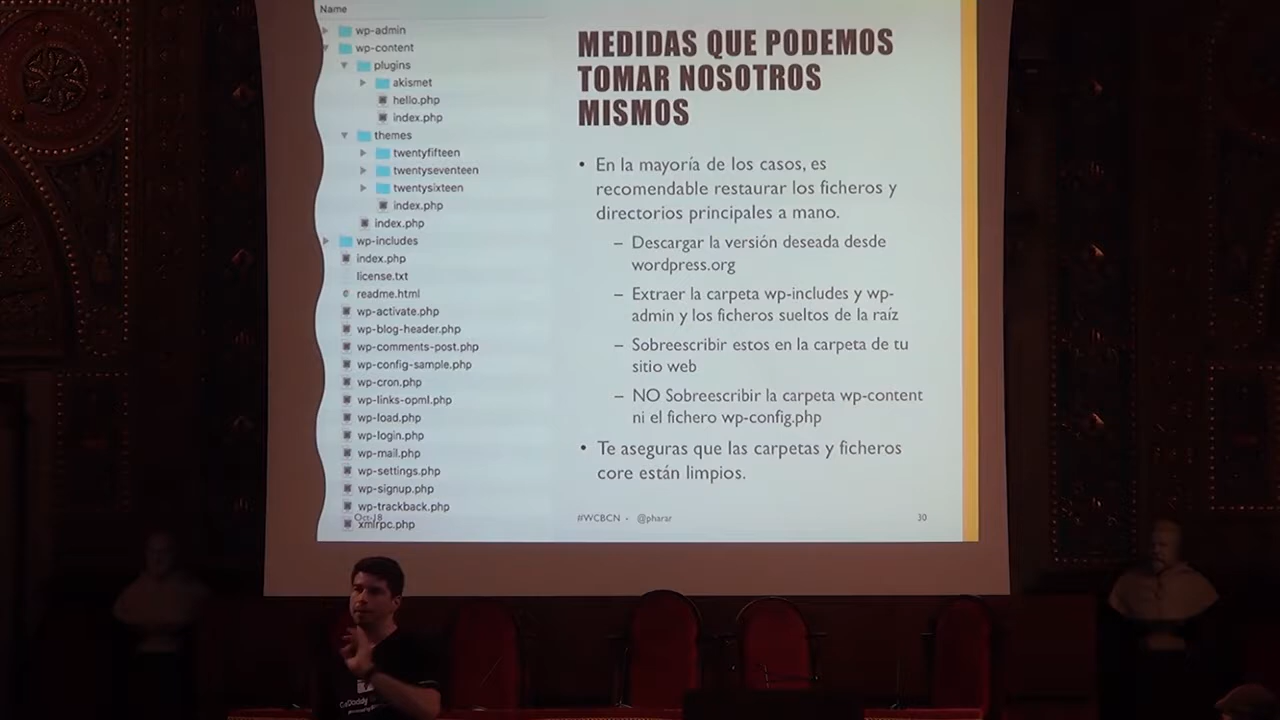 Name
wp-admin
wp-content
plugins
akismet
hello.php
index.php
themes
twentyfifteen
twentyseventeen
twentysixteen
index.php
index.php
wp-includes
index.php
license.txt
readme.html
wp-activate.php
wp-blog-header.php
wp-comments-post.php
wp-config-sample.php
wp-cron.php
wp-links-opml.php
wp-load.php
wp-login.php
wp-mail.php
wp-settings.php
wp-signup.php
wp-trackback.php
xmlrpc.php
Oct-18
MEDIDAS QUE PODEMOS
TOMAR NOSOTROS
MISMOS
• En la mayoría de los casos, es
recomendable restaurar los ficheros y
directorios principales a mano.
– Descargar la versión deseada desde
wordpress.org
– Extraer la carpeta wp-includes y wp-
admin y los ficheros sueltos de la raíz
– Sobreescribir estos en la carpeta de tu
sitio web
– NO Sobreescribir la carpeta wp-content
ni el fichero wp-config.php
• Te aseguras que las carpetas y ficheros
core están limpios.
#WCBCN - @pharar
30
GoDaddy